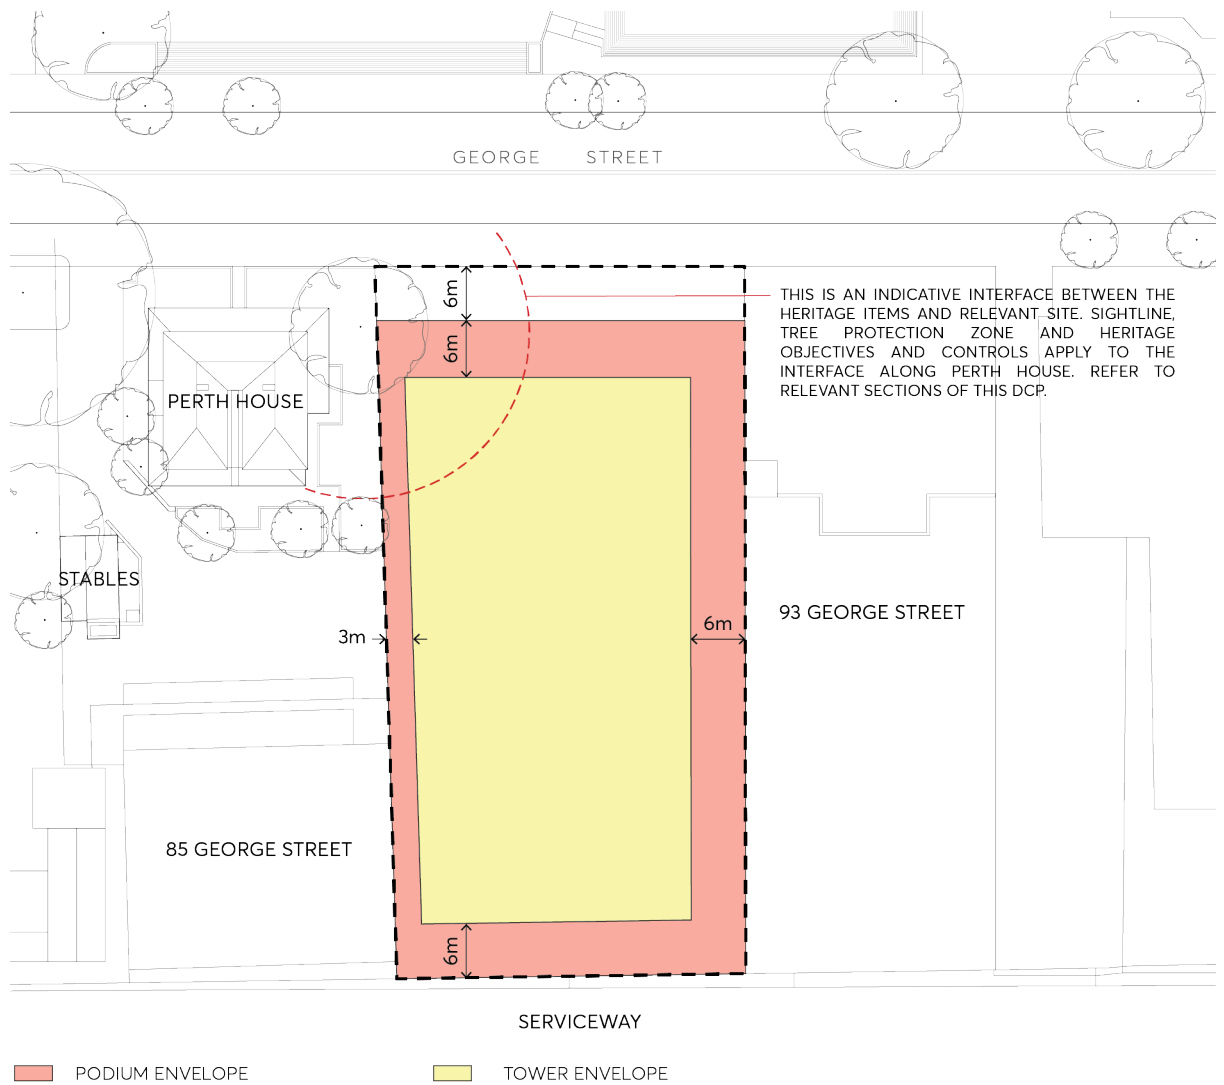 GEORGE STREET
6m
THIS IS AN INDICATIVE INTERFACE BETWEEN THE
HERITAGE ITEMS AND RELEVANT SITE. SIGHTLINE,
TREE PROTECTION ZONE AND HERITAGE
OBJECTIVES AND CONTROLS APPLY TO THE
INTERFACE ALONG PERTH HOUSE. REFER TO
RELEVANT SECTIONS OF THIS DCP.
6m
PERTH HOUSE
STABLES
93 GEORGE STREET
3m
6m
85 GEORGE STREET
6m
SERVICEWAY
PODIUM ENVELOPE
TOWER ENVELOPE